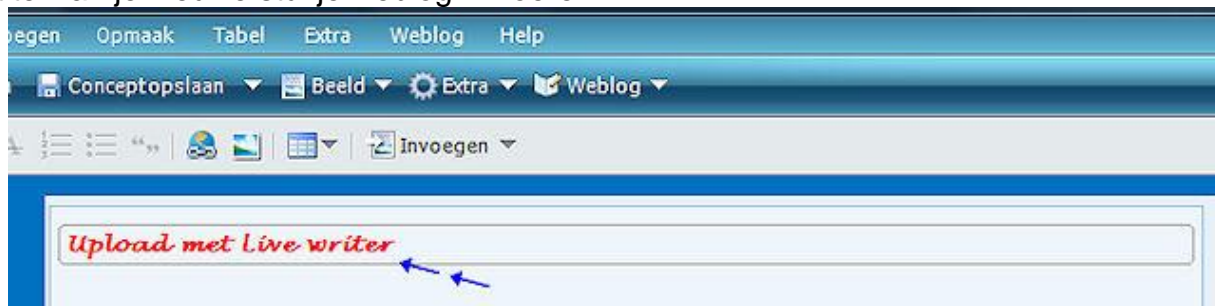 Opmaak Tabel Extra Weblog Help
Conceptopslaan Beeld Extra Weblog
Invoegen
Upload met Live writer